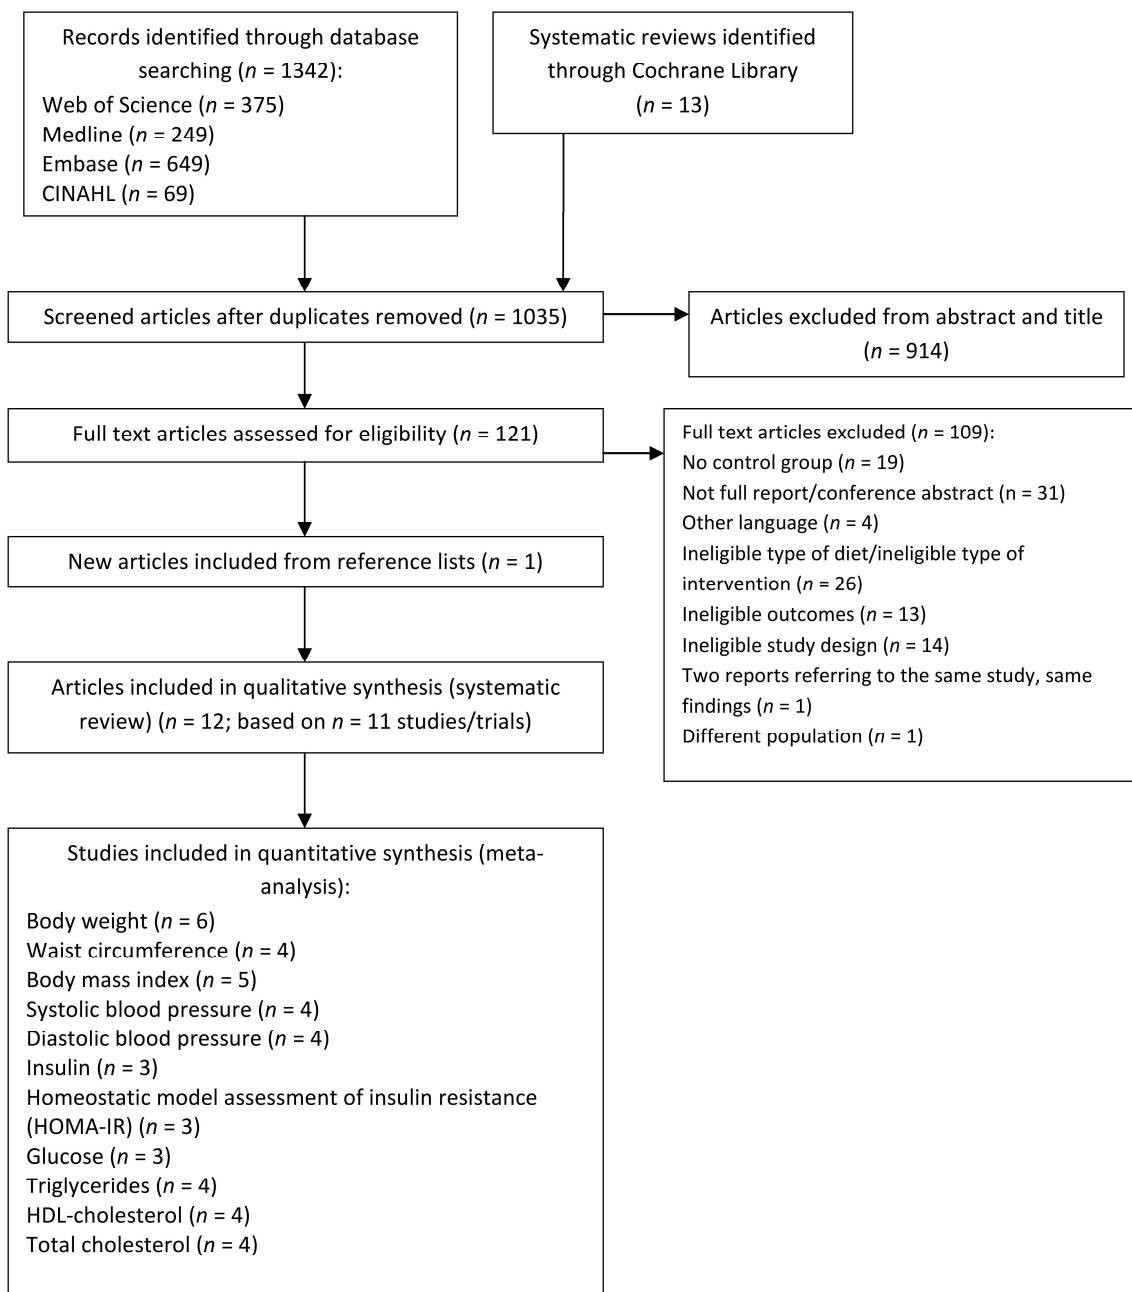 Records identified through database
searching (n = 1342):
Web of Science (n = 375)
Medline (n = 249)
Embase (n = 649)
CINAHL (n = 69)
Systematic reviews identified
through Cochrane Library
(n = 13)
Screened articles after duplicates removed (n = 1035)
Articles excluded from abstract and title
(n = 914)
Full text articles assessed for eligibility (n = 121)
Full text articles excluded (n = 109):
No control group (n = 19)
Not full report/conference abstract (n = 31)
Other language (n = 4)
Ineligible type of diet/ineligible type of
intervention (n = 26)
Ineligible outcomes (n = 13)
Ineligible study design (n = 14)
Two reports referring to the same study, same
findings (n = 1)
Different population (n = 1)
New articles included from reference lists (n = 1)
Articles included in qualitative synthesis (systematic
review) (n = 12; based on n = 11 studies/trials)
Studies included in quantitative synthesis (meta-
analysis):
Body weight (n = 6)
Waist circumference (n = 4)
Body mass index (n = 5)
Systolic blood pressure (n = 4)
Diastolic blood pressure (n = 4)
Insulin (n = 3)
Homeostatic model assessment of insulin resistance
(HOMA-IR) (n = 3)
Glucose (n = 3)
Triglycerides (n = 4)
HDL-cholesterol (n = 4)
Total cholesterol (n = 4)